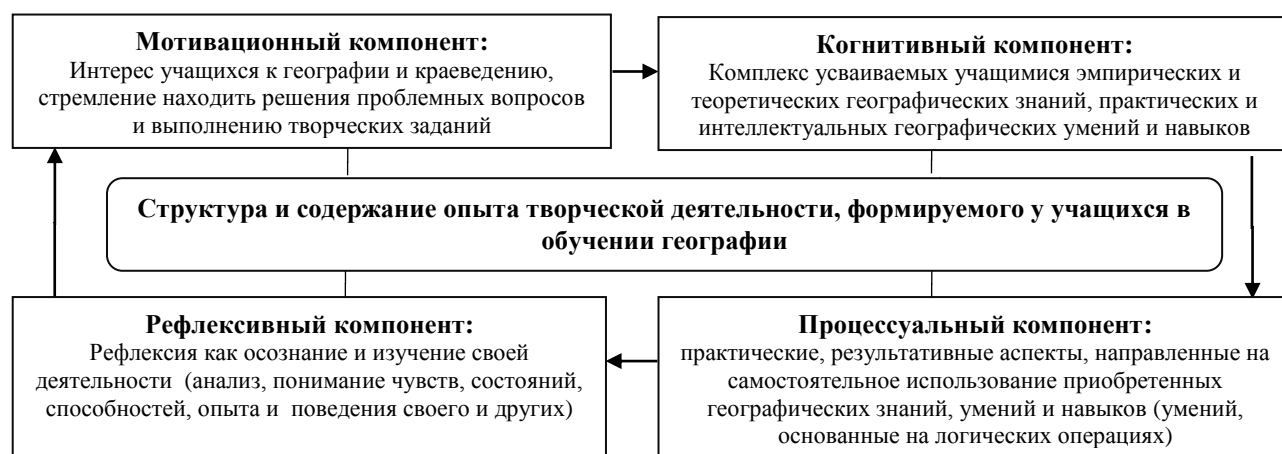 Мотивационный компонент:
Интерес учащихся к географии и краеведению,
стремление находить решения проблемных вопросов
и выполнению творческих заданий
Когнитивный компонент:
Комплекс усваиваемых учащимися эмпирических и
теоретических географических знаний, практических и
интеллектуальных географических умений и навыков
Структура и содержание опыта творческой деятельности, формируемого у учащихся в
обучении географии
Рефлексивный компонент:
Рефлексия как осознание и изучение своей
деятельности (анализ, понимание чувств, состояний,
способностей, опыта и поведения своего и других)
Процессуальный компонент:
практические, результативные аспекты, направленные на
самостоятельное использование приобретенных
географических знаний, умений и навыков (умений,
основанные на логических операциях)